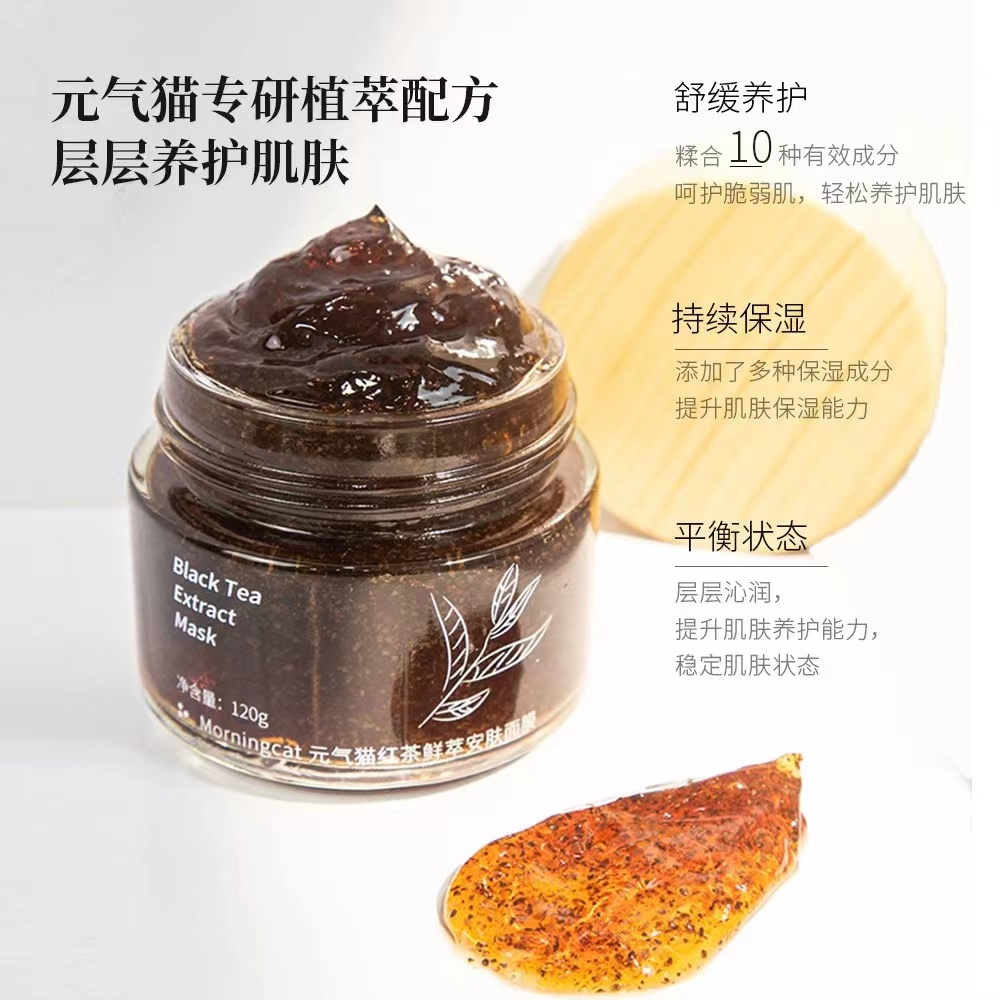 元气猫专研植萃配方
层层养护肌肤
舒缓养护
糅合10种有效成分
呵护脆弱肌，轻松养护肌肤
持续保湿
添加了多种保湿成分
提升肌肤保湿能力
平衡状态
层层沁润，
提升肌肤养护能力，
稳定肌肤状态
Black Tea
Extract
Mask
净含量：120g
Morningcat 元气猫红茶鲜萃安肤面膜